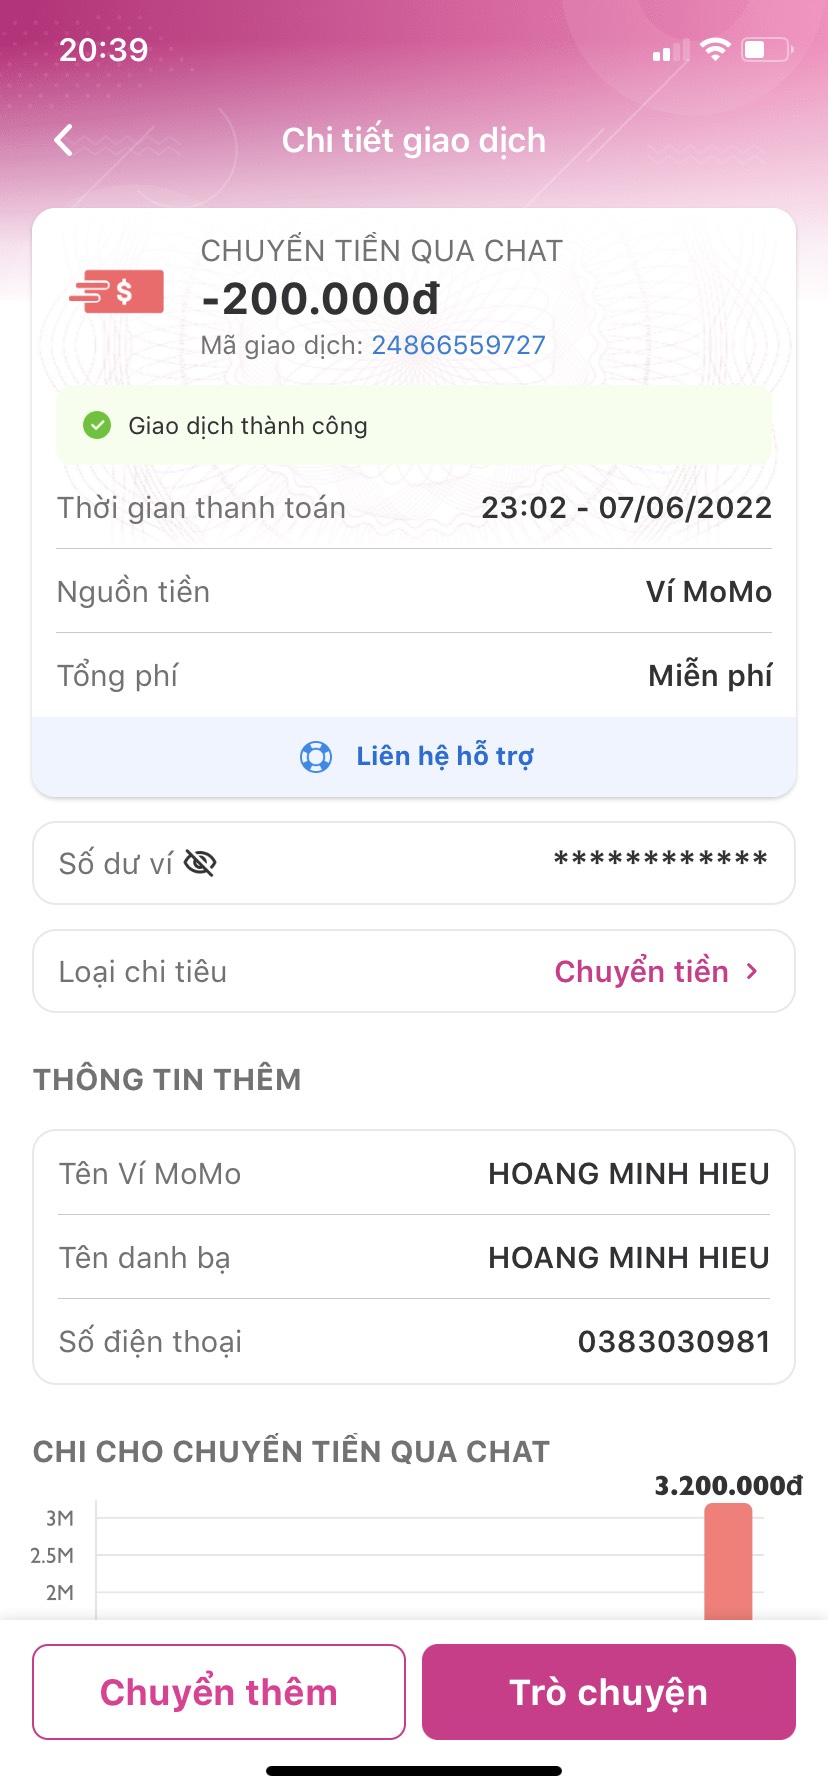 20:39
Chi tiết giao dịch
CHUYỂN TIỀN QUA CHAT
$
-200.000đ
Mã giao dịch: 24866559727
Giao dịch thành công
Thời gian thanh toán 23:02 - 07/06/2022
Nguồn tiền Ví MoMo
Tổng phí Miễn phí
Liên hệ hỗ trợ
Số dư ví ************
Loại chi tiêu Chuyển tiền >
THÔNG TIN THÊM
Tên Ví MoMo HOANG MINH HIEU
Tên danh bạ HOANG MINH HIEU
Số điện thoại 0383030981
CHI CHO CHUYỂN TIỀN QUA CHAT
3.200.000đ
3M
2.5M
2M
Chuyển thêm Trò chuyện